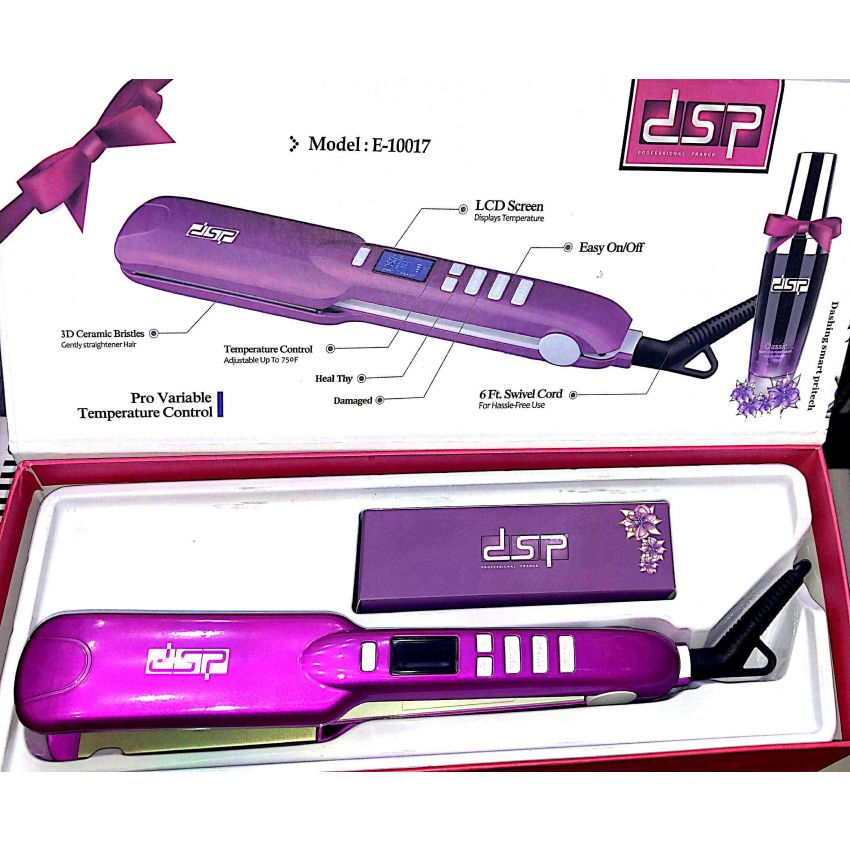 dsp
PROFESSIONAL FRANCE
Model : E-10017
LCD Screen
Displays Temperature
Easy On/Off
dsp
dsp
Classic
3D Ceramic Bristles
Gently straightener Hair
Temperature Control
Adjustable Up To 750F
Heal Thy
Damaged
6 Ft. Swivel Cord
For Hassle-Free Use
Pro Variable
Temperature Control
Dashing smart pritech
dsp
PROFESSIONAL FRANCE
dsp